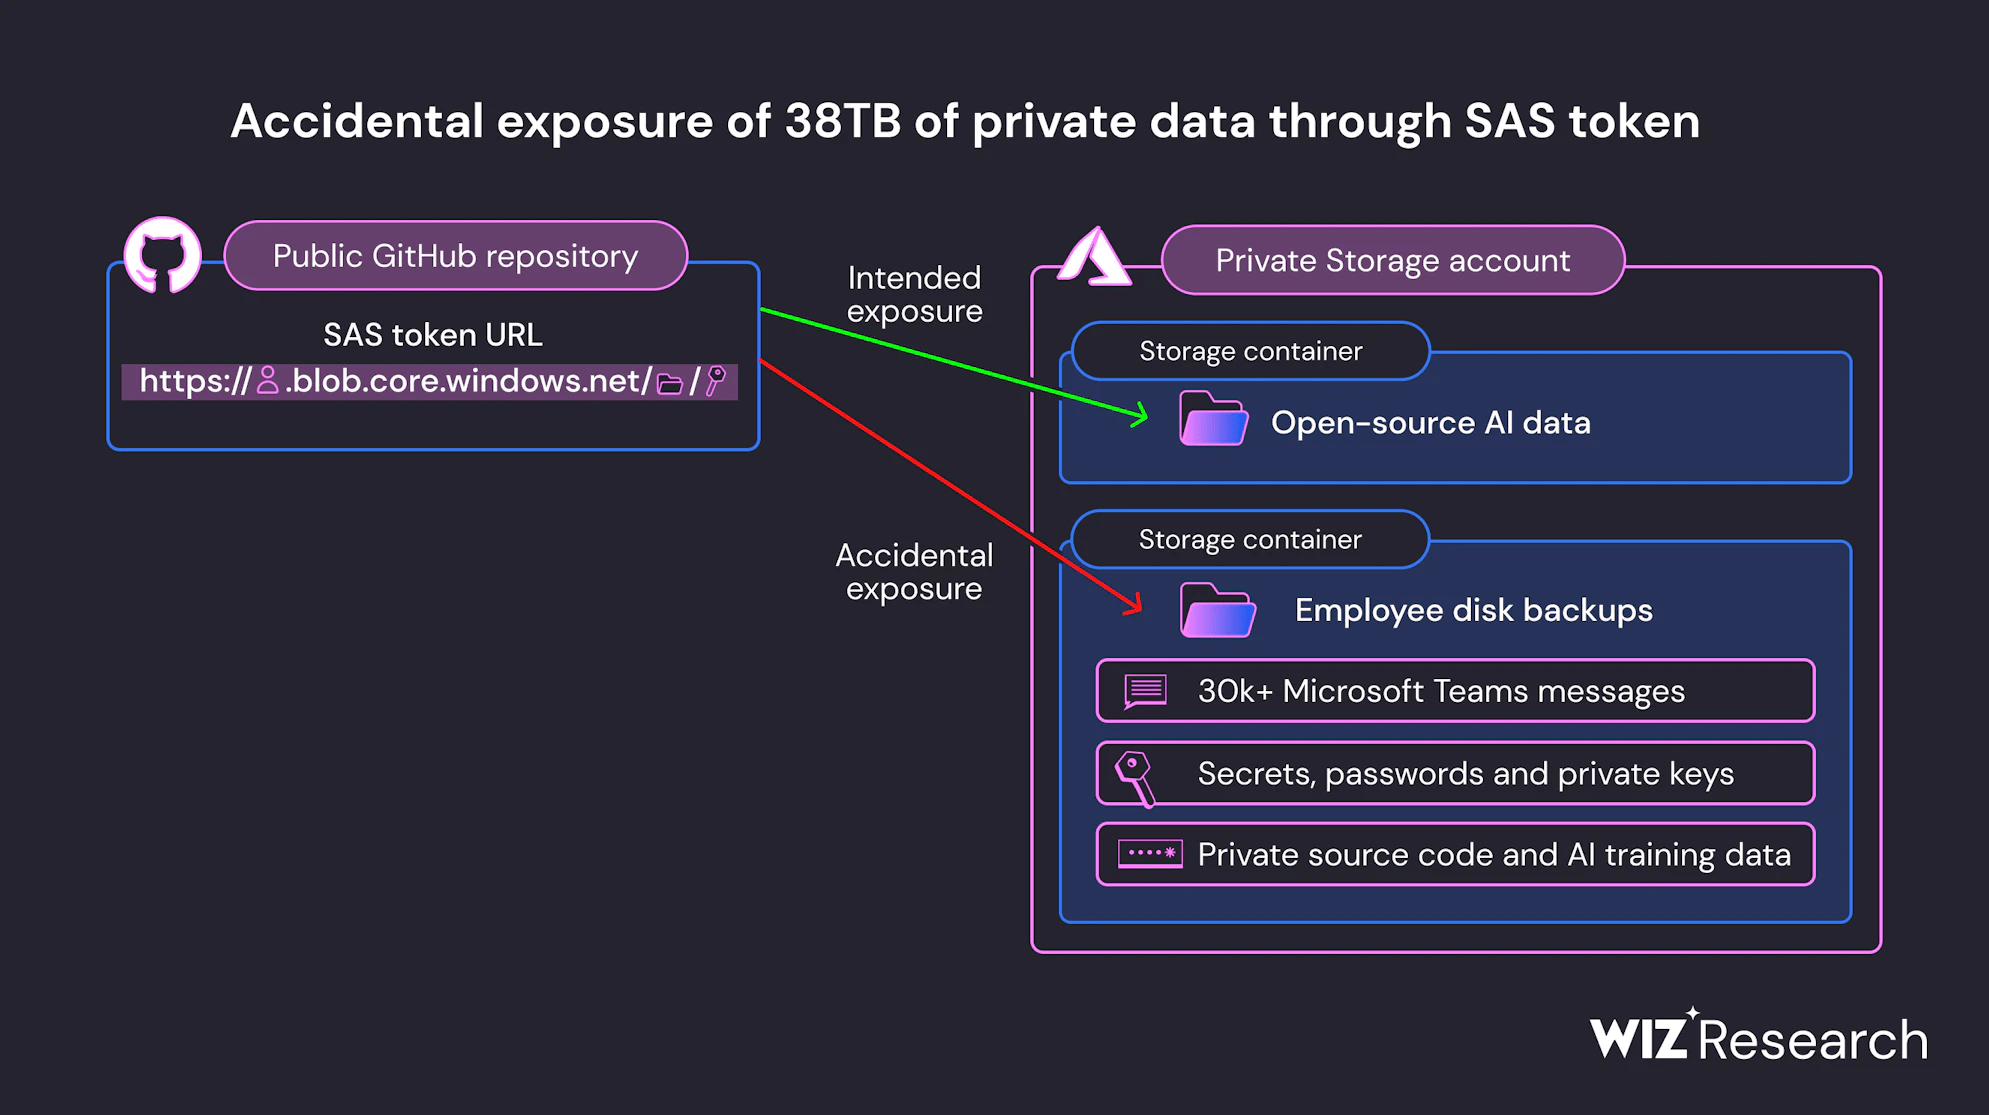 Accidental exposure of 38TB of private data through SAS token
Public GitHub repository
SAS token URL
https://.blob.core.windows.net//
Intended
exposure
Accidental
exposure
Private Storage account
Storage container
Open-source AI data
Storage container
Employee disk backups
30k+ Microsoft Teams messages
Secrets, passwords and private keys
Private source code and AI training data
WIZ Research